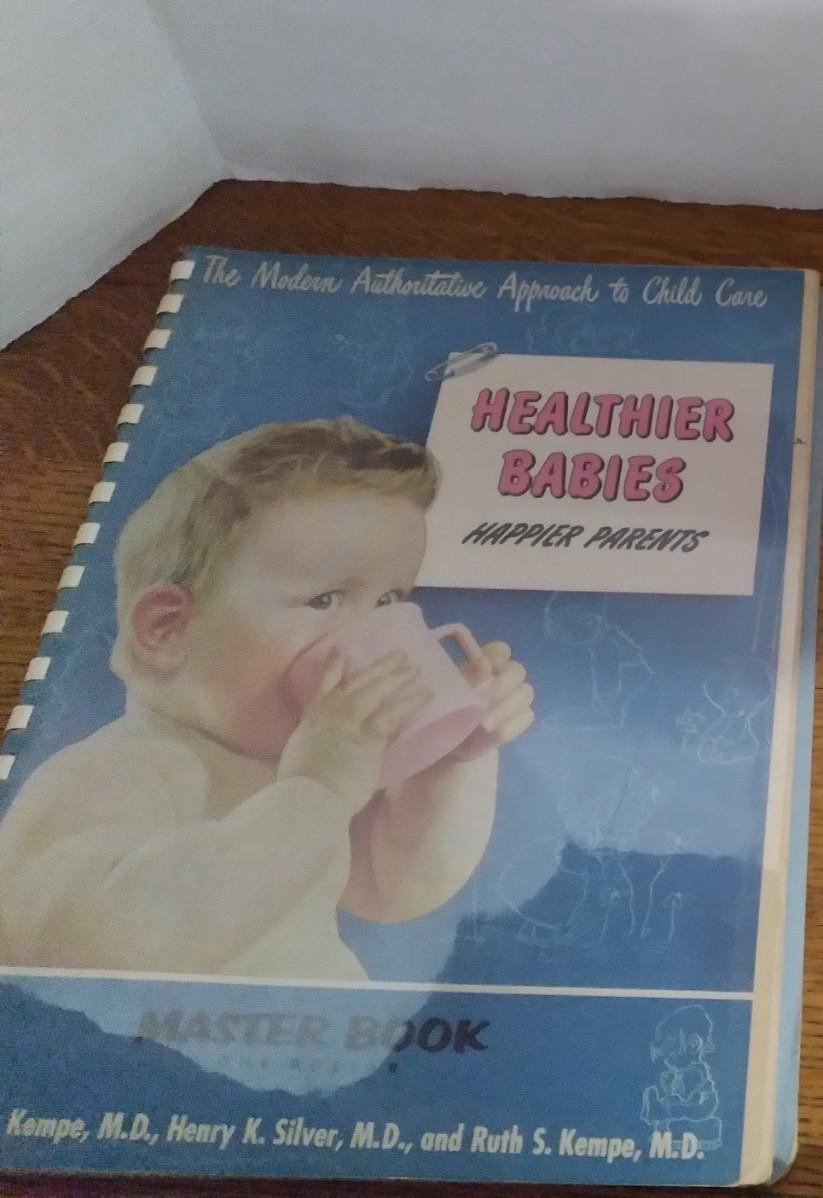 The Modern Authoritative Approach to Child Care
HEALTHIER
BABIES
HAPPIER PARENTS
MASTER BOOK
Kempe, M.D., Henry K. Silver, M.D., and Ruth S. Kempe, M.D.